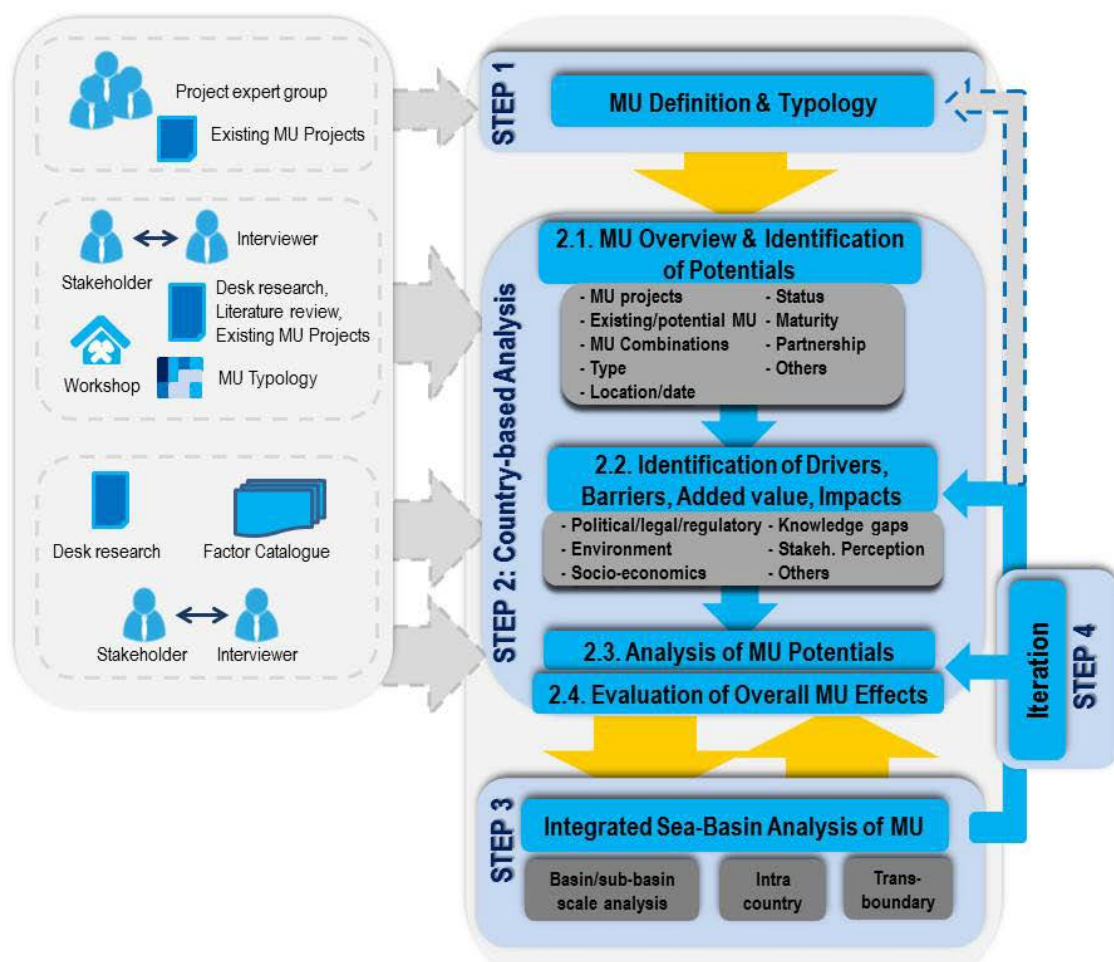 Project expert group
Existing MU Projects
Stakeholder
Interviewer
Desk research,
Literature review,
Existing MU Projects
Workshop
MU Typology
Desk research
Factor Catalogue
Stakeholder
Interviewer
STEP 1
MU Definition & Typology
STEP 2: Country-based Analysis
2.1. MU Overview & Identification
of Potentials
- MU projects
- Existing/potential MU
- MU Combinations
- Type
- Location/date
- Status
- Maturity
- Partnership
- Others
2.2. Identification of Drivers,
Barriers, Added value, Impacts
- Political/legal/regulatory
- Environment
- Socio-economics
- Knowledge gaps
- Stakeh. Perception
- Others
2.3. Analysis of MU Potentials
2.4. Evaluation of Overall MU Effects
STEP 3
Integrated Sea-Basin Analysis of MU
Basin/sub-basin
scale analysis
Intra
country
Trans-
boundary
Iteration
STEP 4